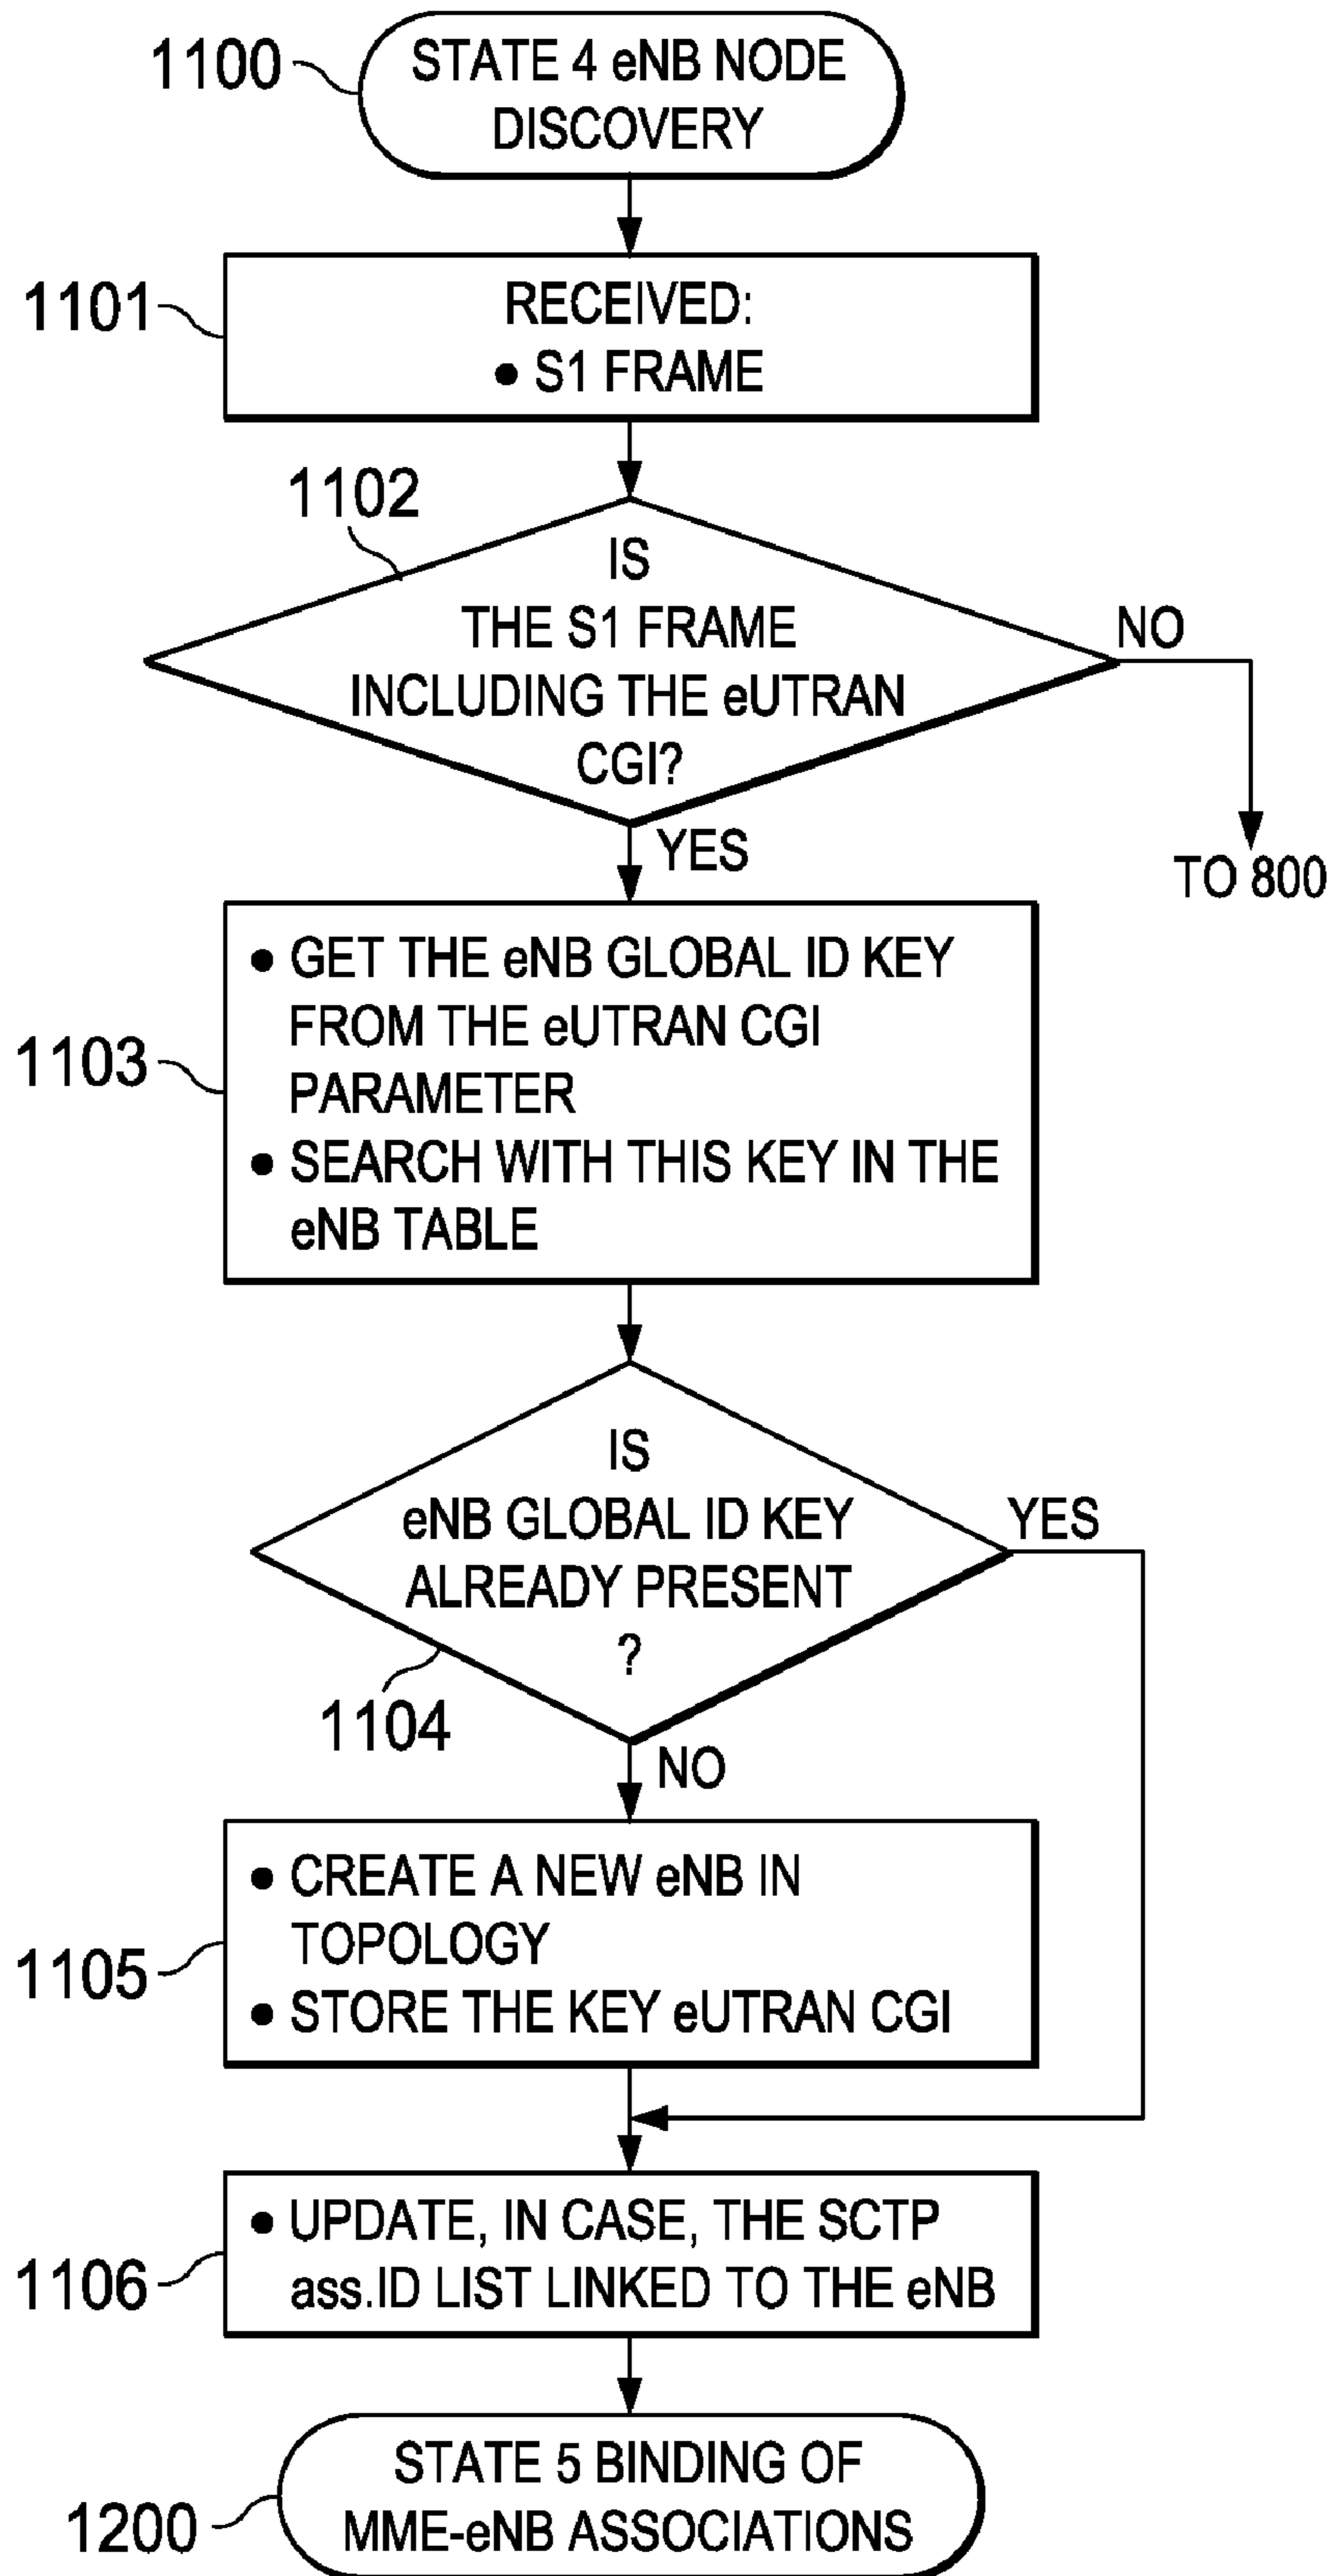 1100
STATE 4 eNB NODE
DISCOVERY
1101
RECEIVED:
● S1 FRAME
1102
IS
THE S1 FRAME
INCLUDING THE eUTRAN
CGI?
NO
TO 800
YES
1103
● GET THE eNB GLOBAL ID KEY
FROM THE eUTRAN CGI
PARAMETER
● SEARCH WITH THIS KEY IN THE
eNB TABLE
IS
eNB GLOBAL ID KEY
ALREADY PRESENT
?
YES
1104
NO
1105
● CREATE A NEW eNB IN
TOPOLOGY
● STORE THE KEY eUTRAN CGI
1106
● UPDATE, IN CASE, THE SCTP
ass.ID LIST LINKED TO THE eNB
1200
STATE 5 BINDING OF
MME-eNB ASSOCIATIONS